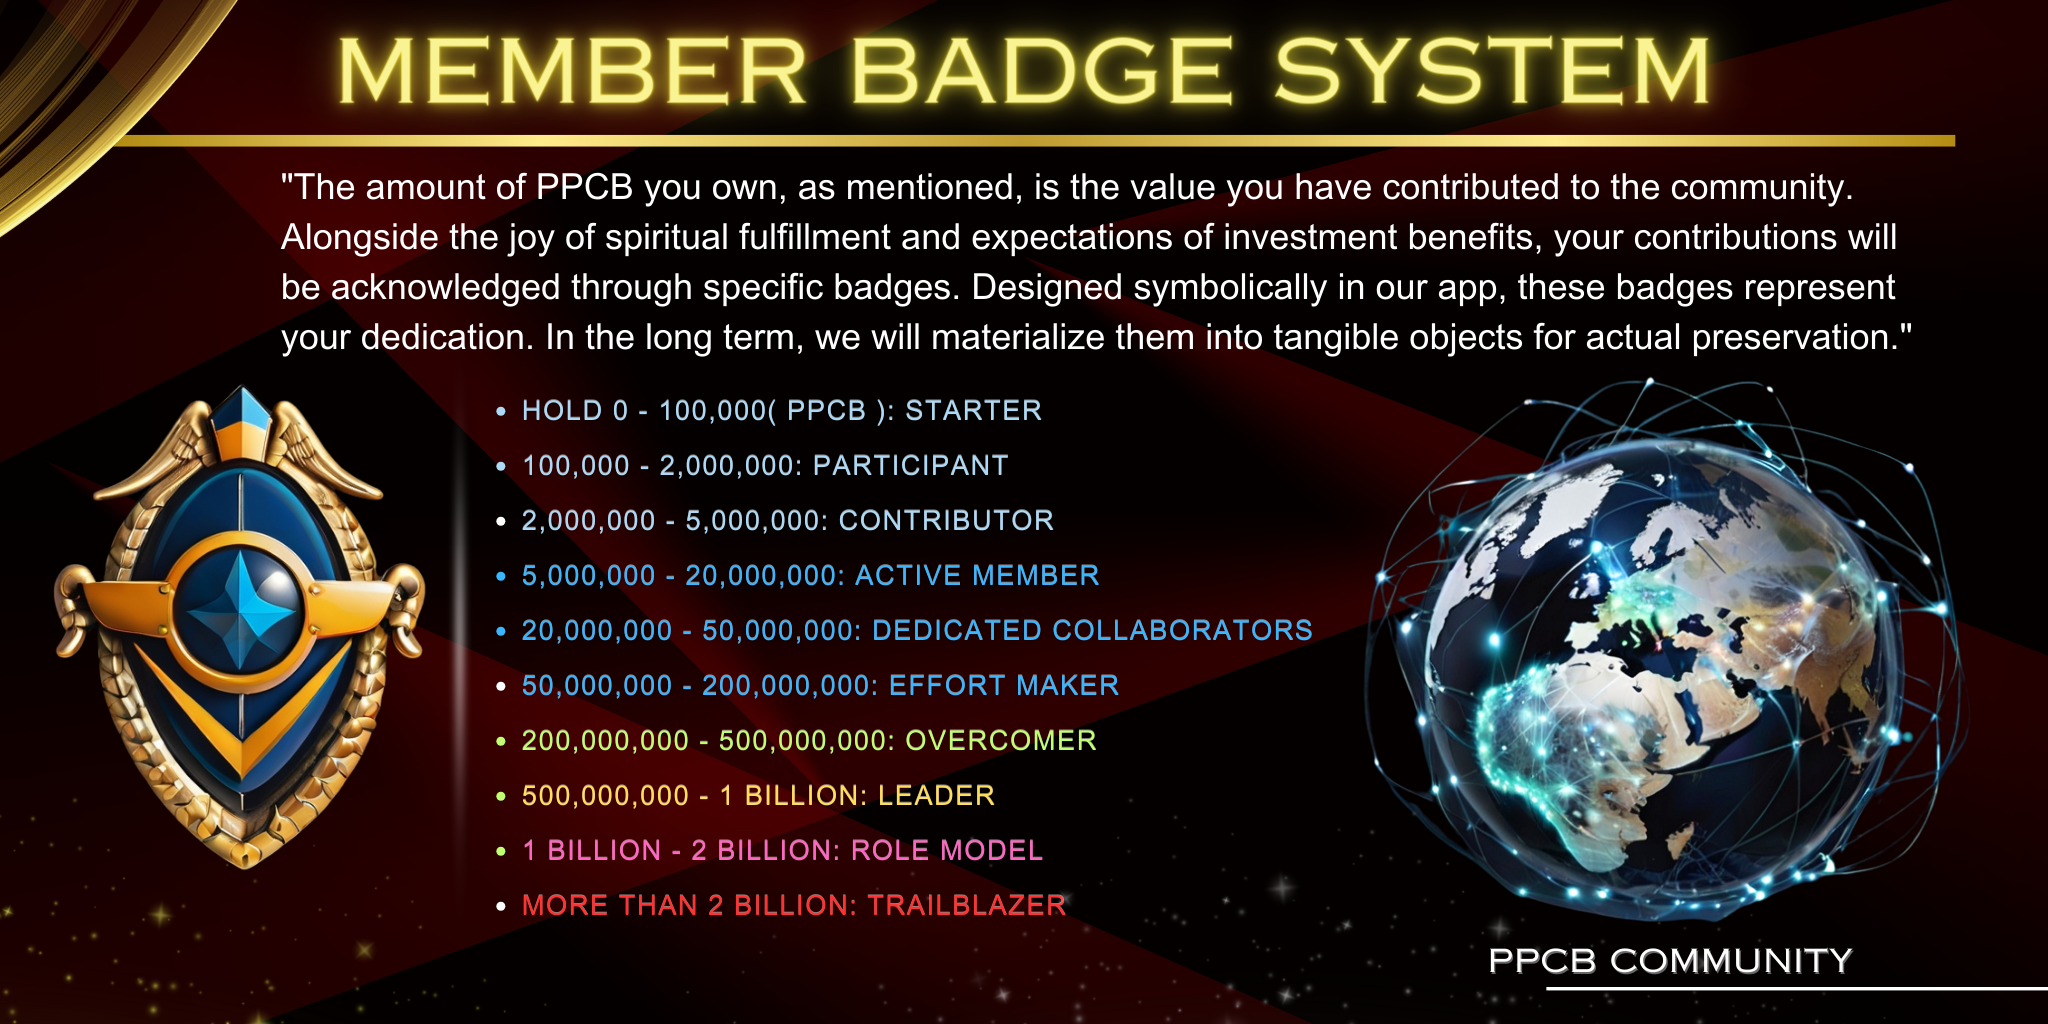 MEMBER BADGE SYSTEM
"The amount of PPCB you own, as mentioned, is the value you have contributed to the community.
Alongside the joy of spiritual fulfillment and expectations of investment benefits, your contributions will
be acknowledged through specific badges. Designed symbolically in our app, these badges represent
your dedication. In the long term, we will materialize them into tangible objects for actual preservation."
• HOLD 0 - 100,000( PPCB ): STARTER
• 100,000 - 2,000,000: PARTICIPANT
• 2,000,000 - 5,000,000: CONTRIBUTOR
• 5,000,000 - 20,000,000: ACTIVE MEMBER
• 20,000,000 - 50,000,000: DEDICATED COLLABORATORS
• 50,000,000 - 200,000,000: EFFORT MAKER
• 200,000,000 - 500,000,000: OVERCOMER
• 500,000,000 - 1 BILLION: LEADER
• 1 BILLION - 2 BILLION: ROLE MODEL
• MORE THAN 2 BILLION: TRAILBLAZER
PPCB COMMUNITY